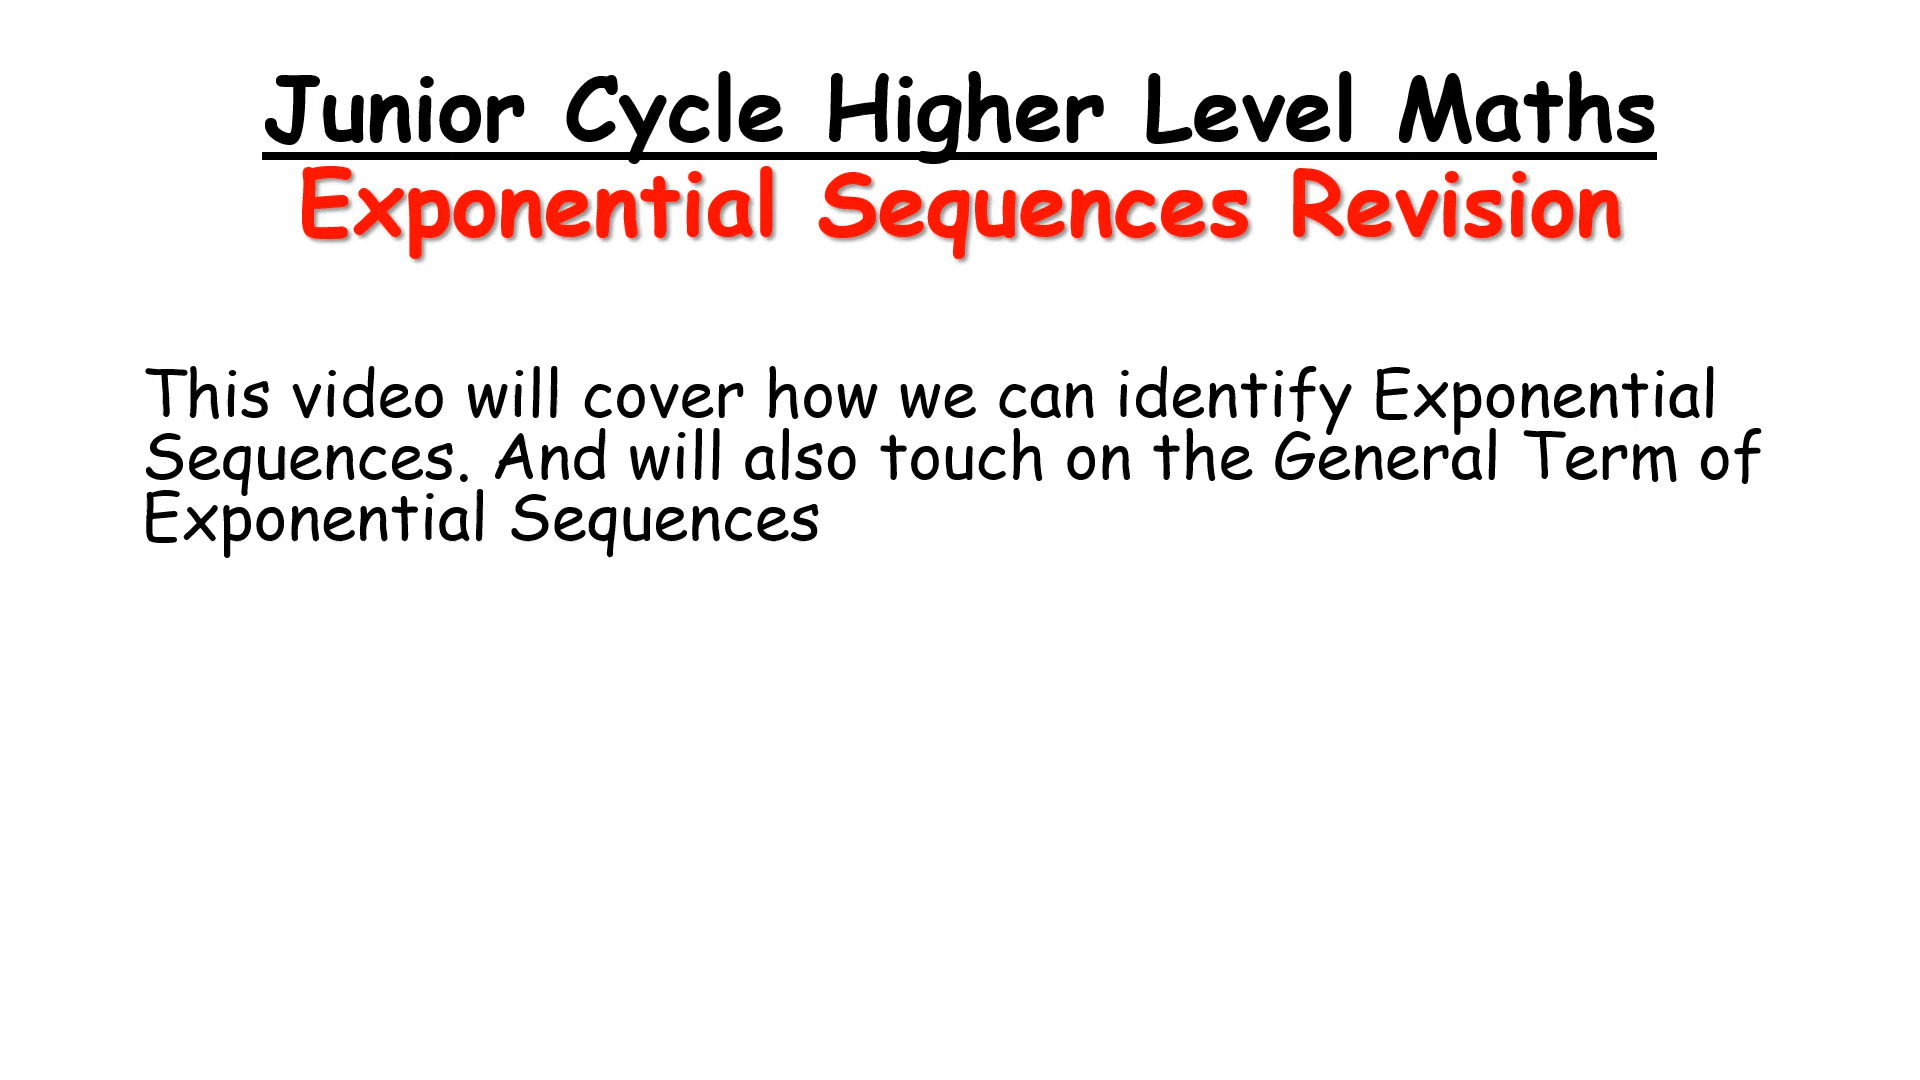 Junior Cycle Higher Level Maths
Exponential Sequences Revision
This video will cover how we can identify Exponential
Sequences. And will also touch on the General Term of
Exponential Sequences